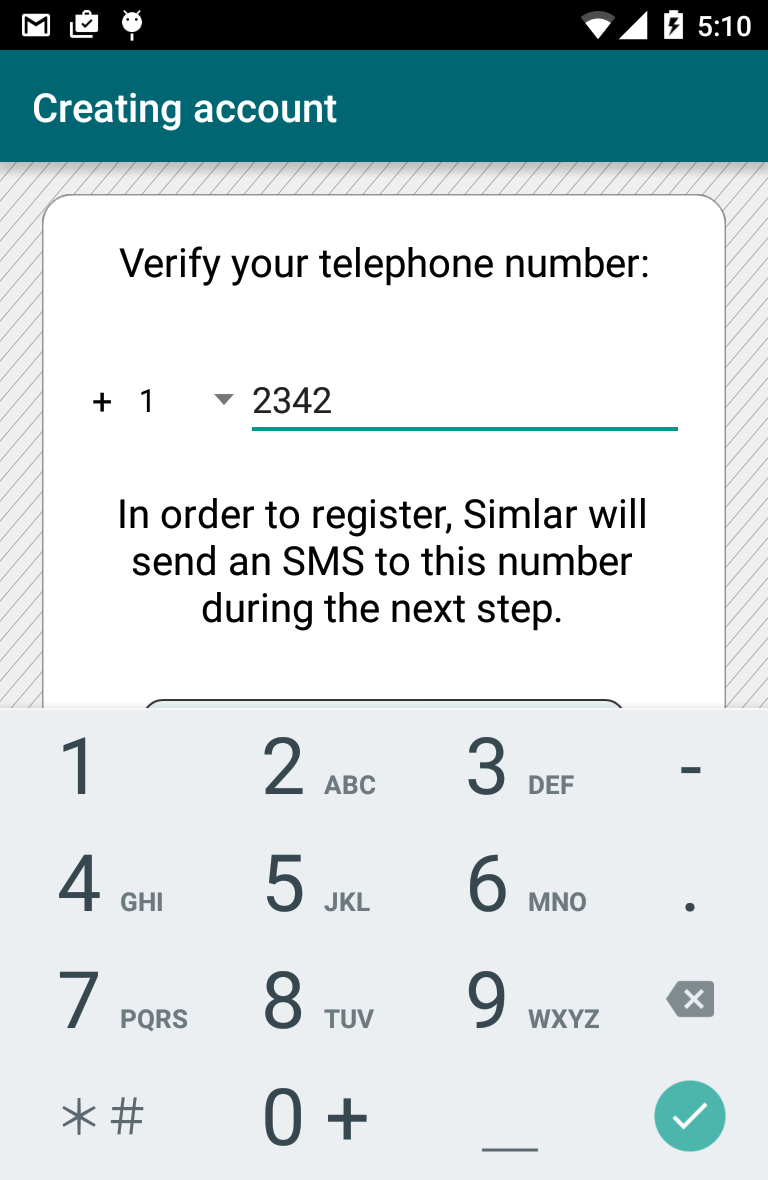 5:10
Creating account
Verify your telephone number:
+ 1 2342
In order to register, Simlar will
send an SMS to this number
during the next step.
1 2 ABC 3 DEF -
4 GHI 5 JKL 6 MNO .
7 PQRS 8 TUV 9 WXYZ
*# 0 + _